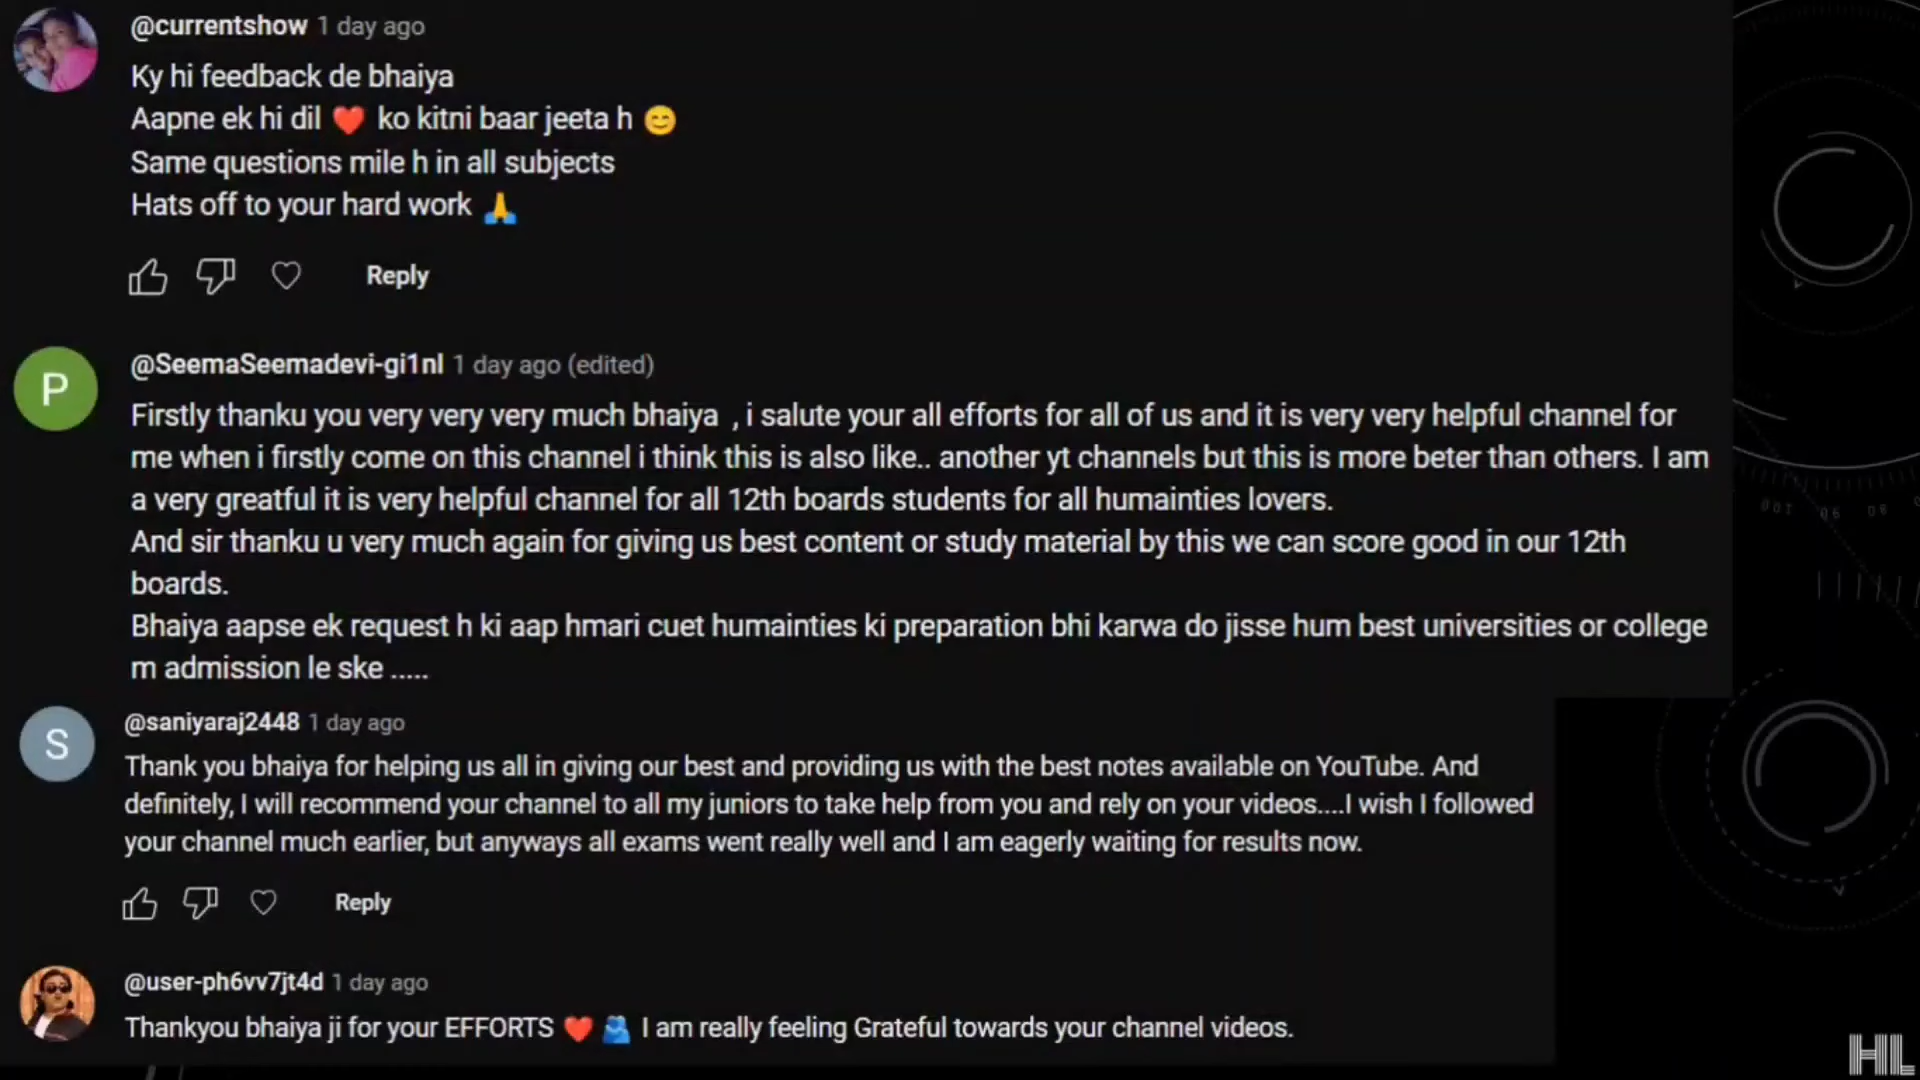 @currentshow 1 day ago
Ky hi feedback de bhaiya
Aapne ek hi dil ❤️ ko kitni baar jeeta h 😊
Same questions mile h in all subjects
Hats off to your hard work 🙏
Reply
P
@SeemaSeemadevi-gi1nl 1 day ago (edited)
Firstly thanku you very very very much bhaiya , i salute your all efforts for all of us and it is very very helpful channel for
me when i firstly come on this channel i think this is also like.. another yt channels but this is more beter than others. I am
a very greatful it is very helpful channel for all 12th boards students for all humainties lovers.
And sir thanku u very much again for giving us best content or study material by this we can score good in our 12th
boards.
Bhaiya aapse ek request h ki aap hmari cuet humainties ki preparation bhi karwa do jisse hum best universities or college
m admission le ske .....
S
@saniyaraj2448 1 day ago
Thank you bhaiya for helping us all in giving our best and providing us with the best notes available on YouTube. And
definitely, I will recommend your channel to all my juniors to take help from you and rely on your videos....I wish I followed
your channel much earlier, but anyways all exams went really well and I am eagerly waiting for results now.
Reply
@user-ph6vv7jt4d 1 day ago
Thankyou bhaiya ji for your EFFORTS ❤️ 🫂 I am really feeling Grateful towards your channel videos.
HL